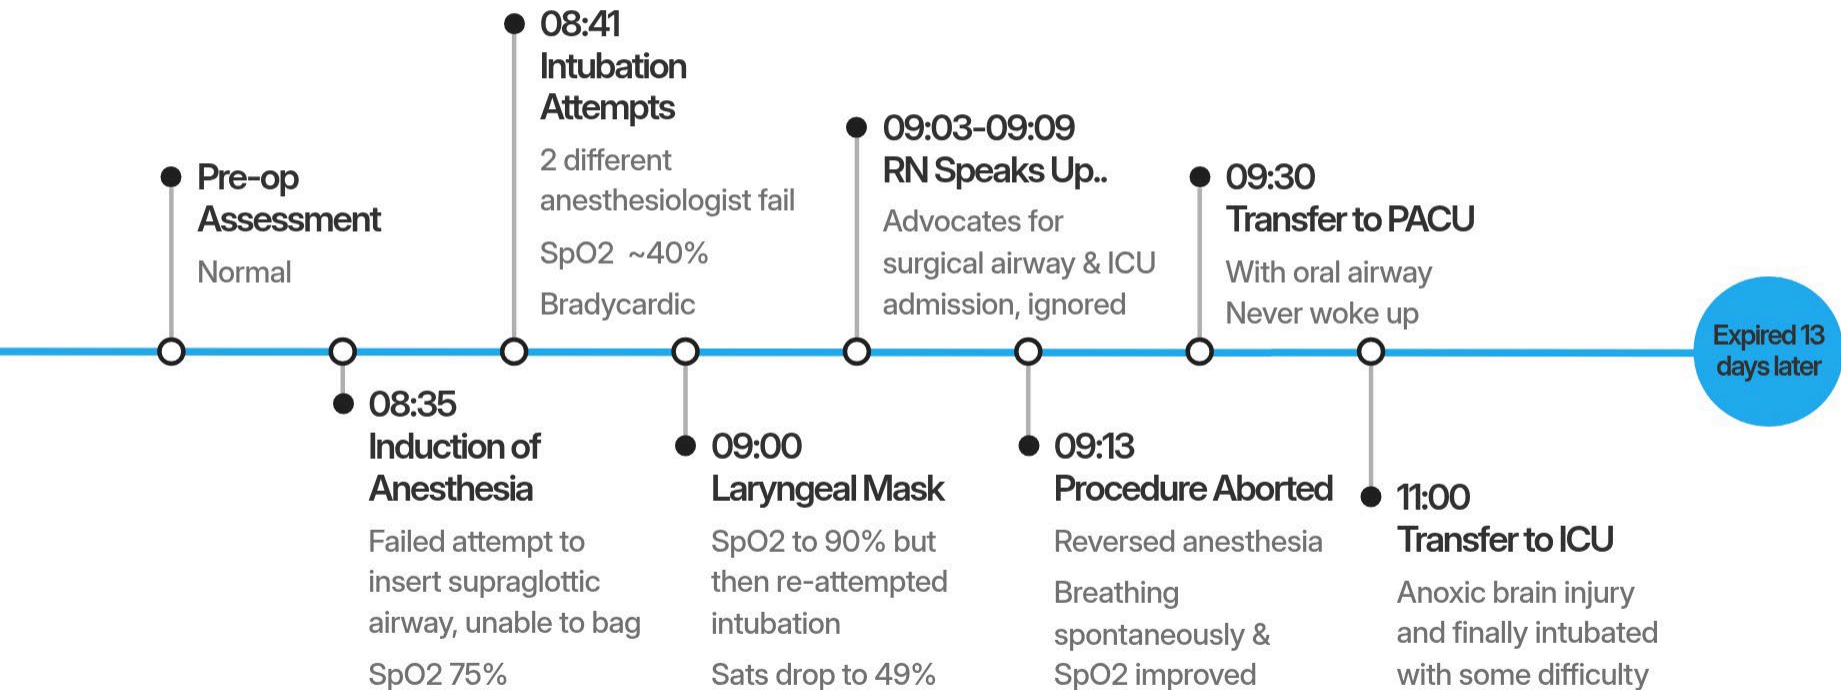 Pre-op
Assessment
Normal
08:35
Induction of
Anesthesia
Failed attempt to
insert supraglottic
airway, unable to bag
SpO2 75%
08:41
Intubation
Attempts
2 different
anesthesiologist fail
SpO2 ~40%
Bradycardic
09:00
Laryngeal Mask
SpO2 to 90% but
then re-attempted
intubation
Sats drop to 49%
09:03-09:09
RN Speaks Up..
Advocates for
surgical airway & ICU
admission, ignored
09:13
Procedure Aborted
Reversed anesthesia
Breathing
spontaneously &
SpO2 improved
09:30
Transfer to PACU
With oral airway
Never woke up
11:00
Transfer to ICU
Anoxic brain injury
and finally intubated
with some difficulty
Expired 13
days later